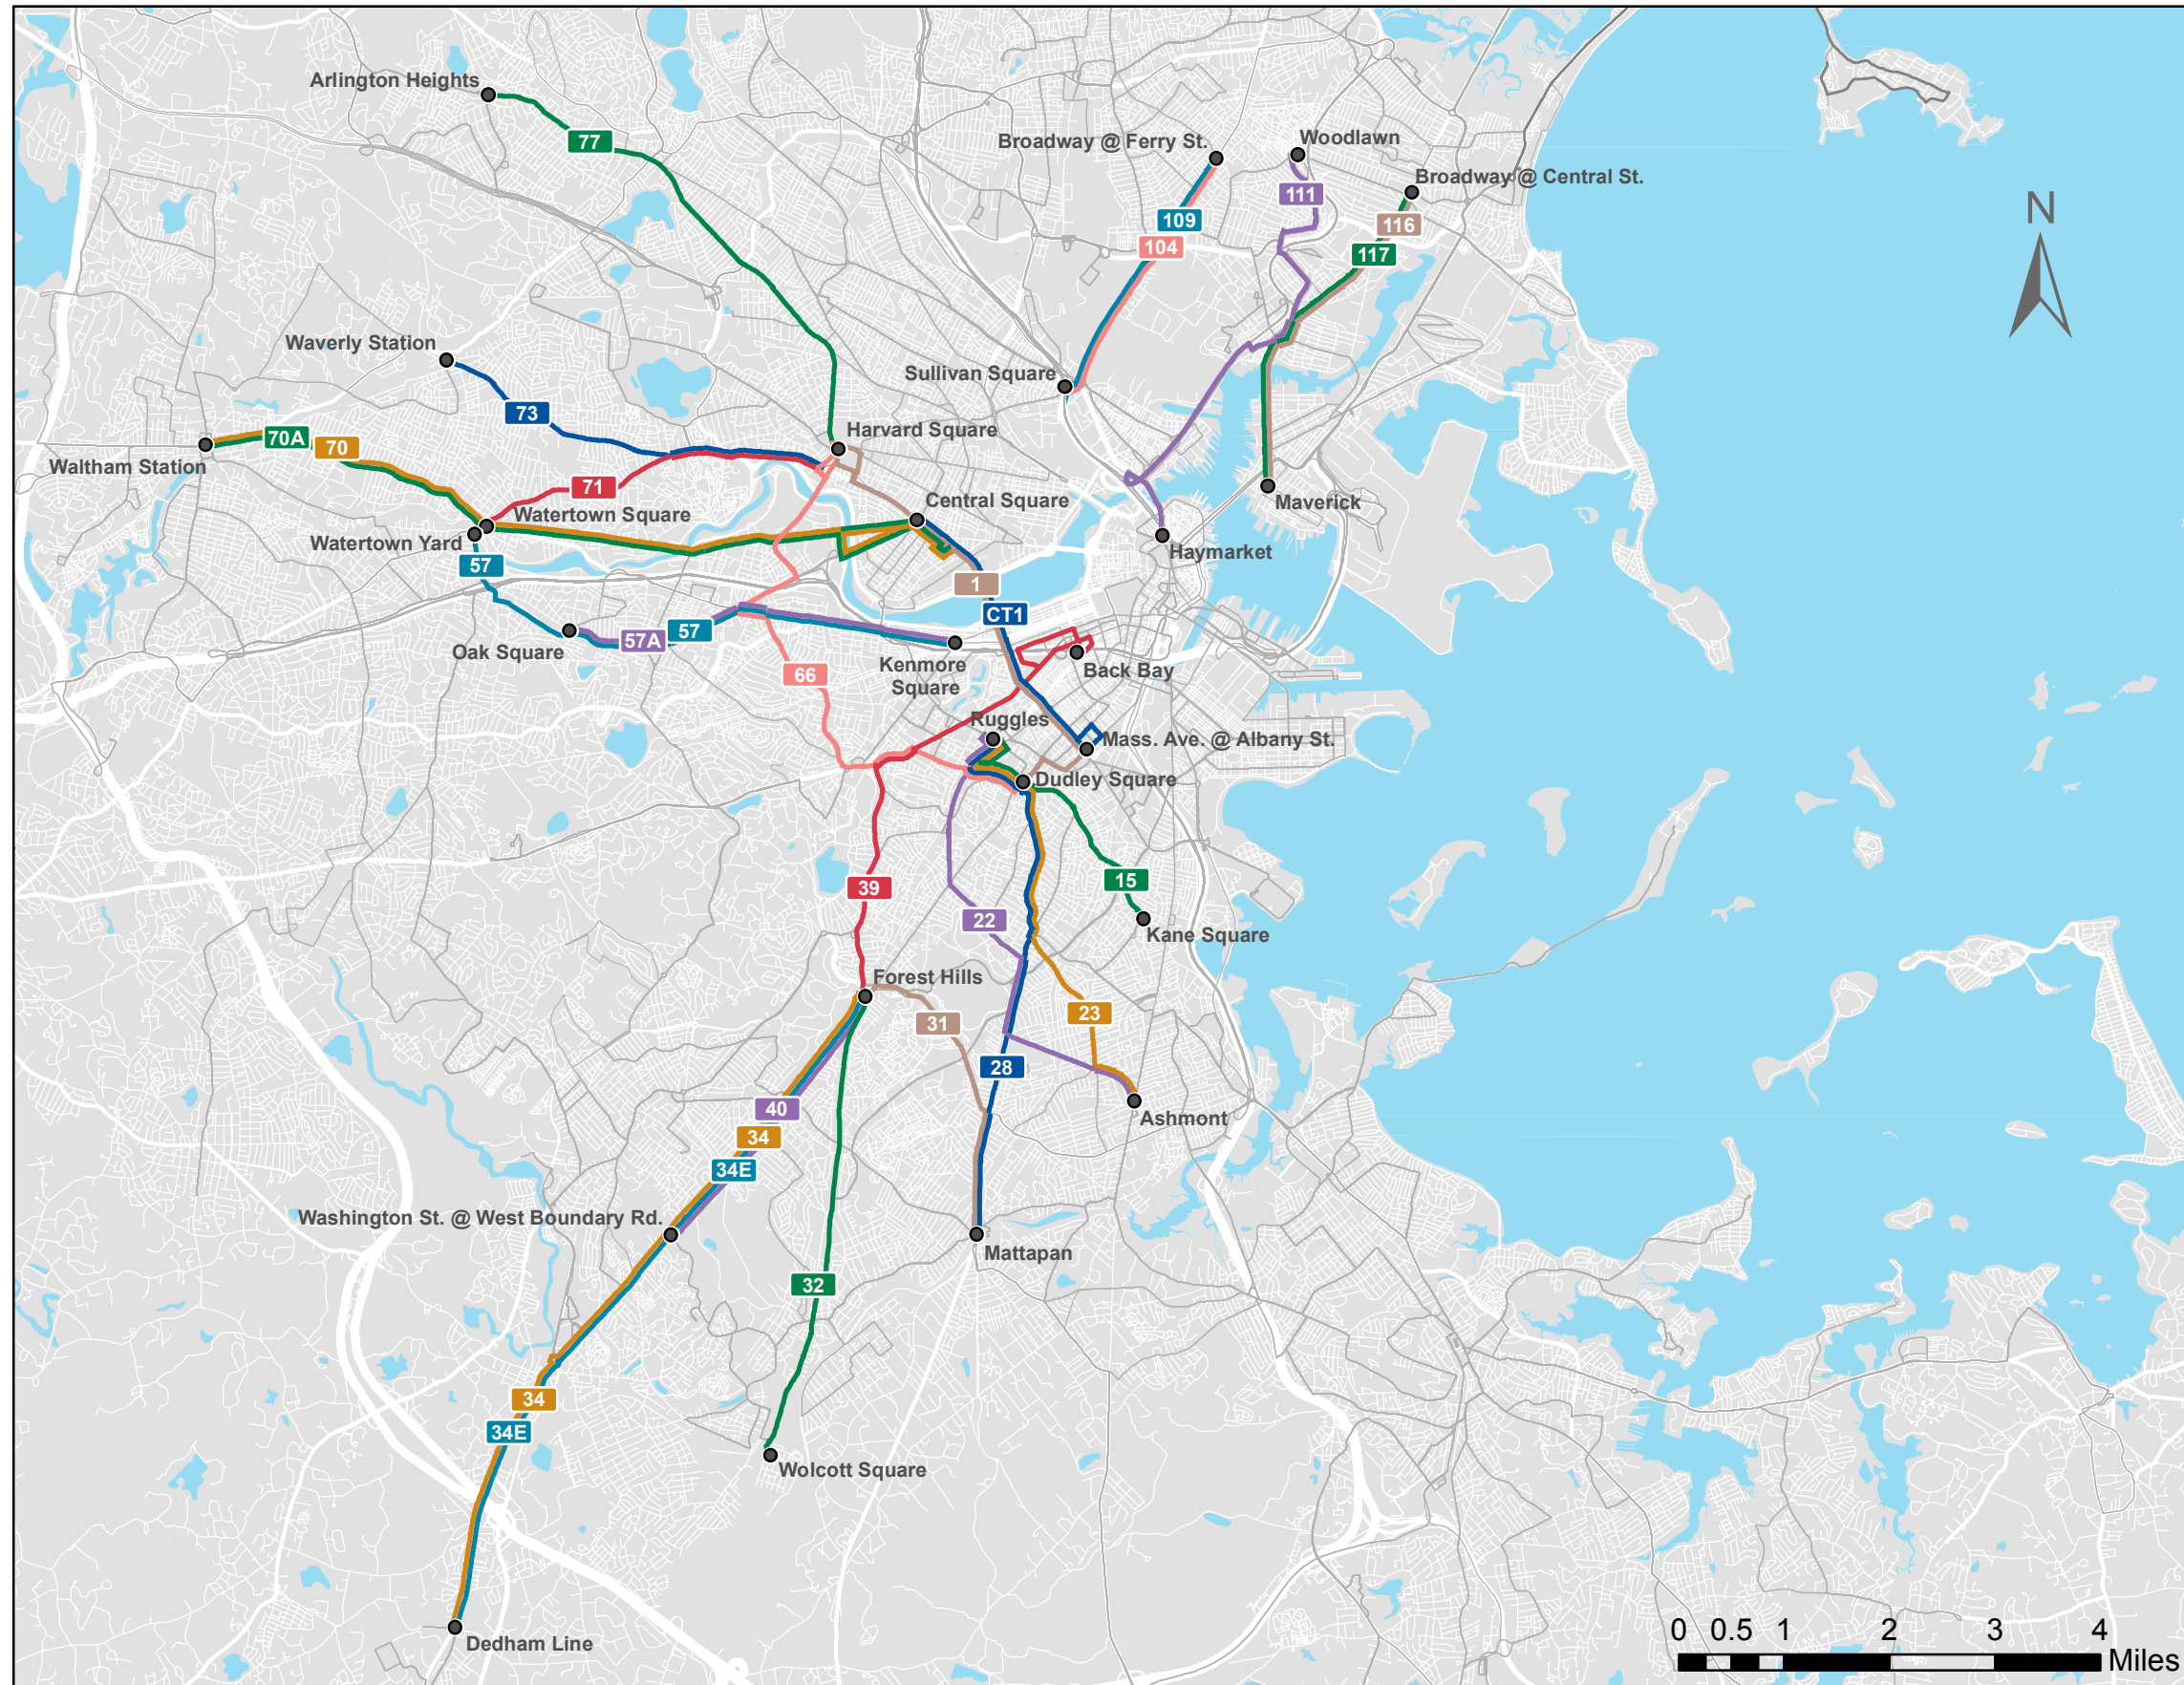 Arlington Heights
77
Broadway @ Ferry St.
Woodlawn
111
Broadway @ Central St.
109
116
104
117
N
Waverly Station
73
Sullivan Square
70A
70
Waltham Station
Harvard Square
71
Watertown Square
Central Square
Maverick
Watertown Yard
57
Haymarket
1
CT1
Oak Square
57A
57
Kenmore
Square
Back Bay
66
Ruggles
Mass. Ave. @ Albany St.
Dudley Square
39
15
22
Kane Square
Forest Hills
31
23
28
40
34
34E
Ashmont
Washington St. @ West Boundary Rd.
Mattapan
32
34
34E
Wolcott Square
Dedham Line
0 0.5 1 2 3 4
Miles